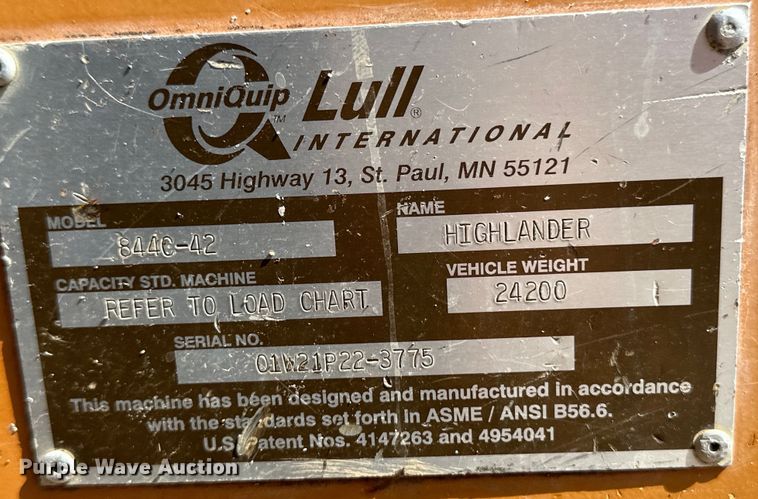 OmniQuip TM Lull ®
INTERNATIONAL
3045 Highway 13, St. Paul, MN 55121
MODEL NAME
844C-42 HIGHLANDER
CAPACITY STD. MACHINE VEHICLE WEIGHT
REFER TO LOAD CHART 24200
SERIAL NO.
01W21P22-3775
This machine has been designed and manufactured in accordance
with the standards set forth in ASME / ANSI B56.6.
U.S. Patent Nos. 4147263 and 4954041
Purple Wave Auction